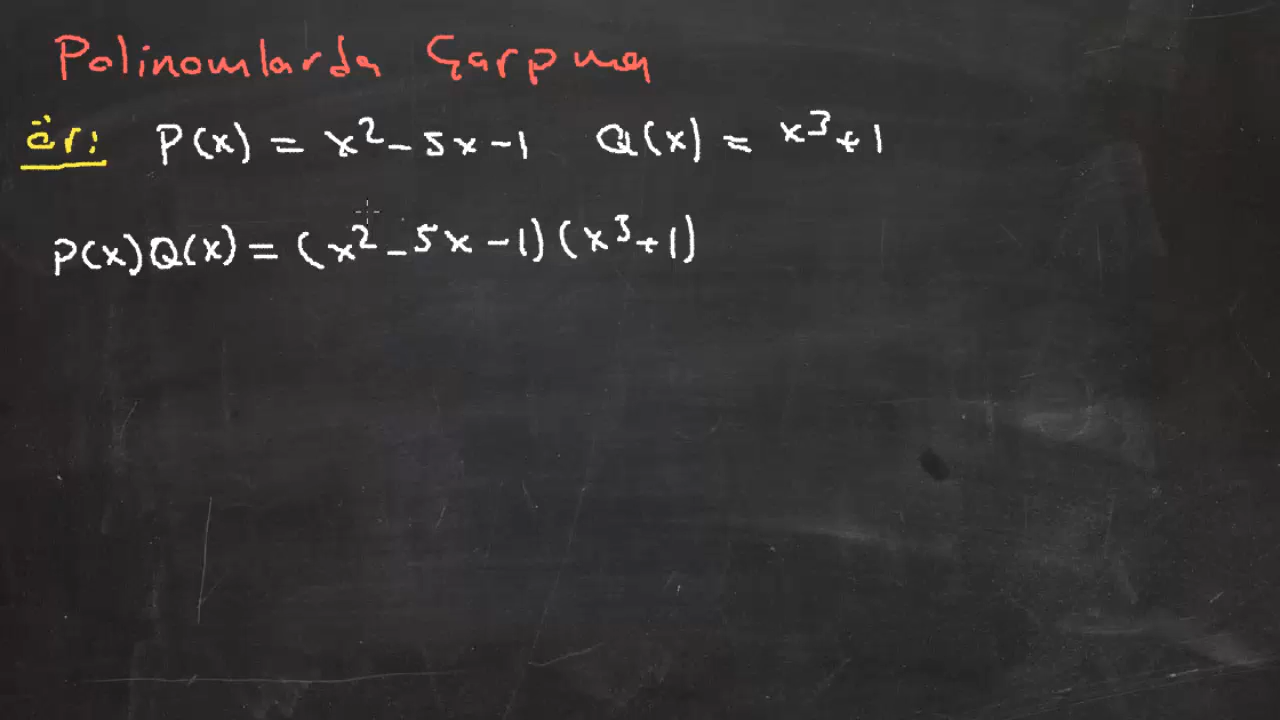 Polinomlarda Çarpma
ör: P(x) = x² - 5x - 1 Q(x) = x³ + 1
P(x)Q(x) = (x² - 5x - 1)(x³ + 1)